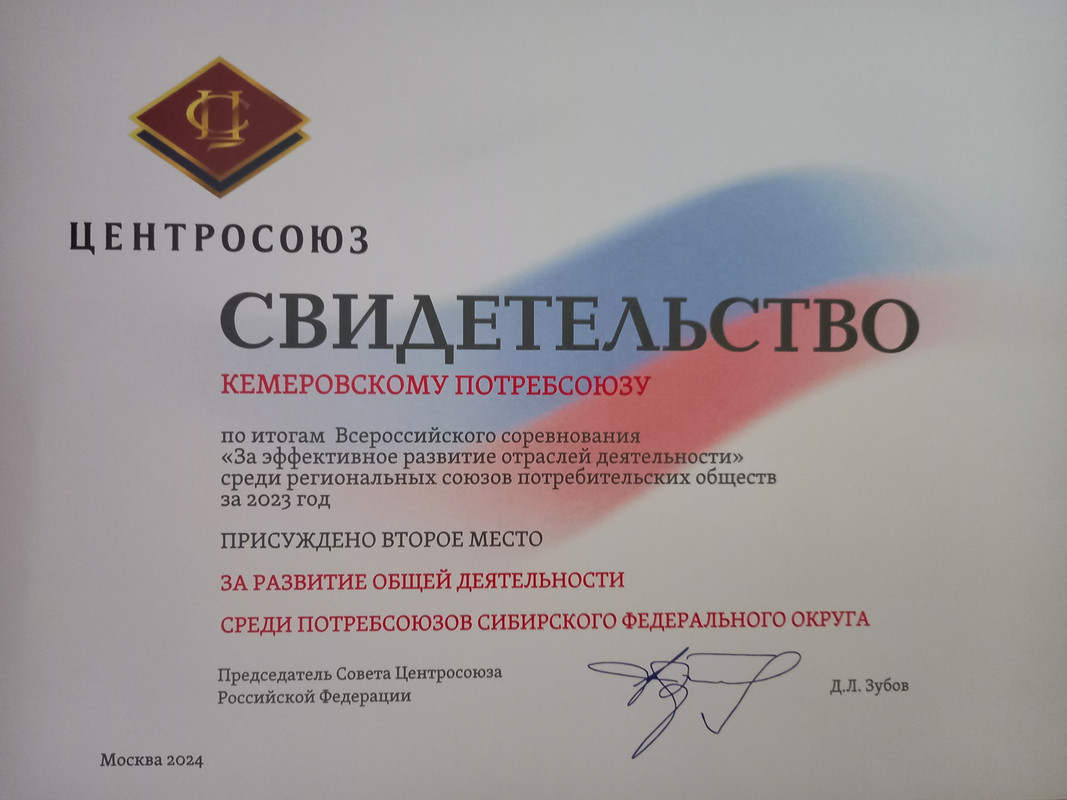 ЦЕНТРОСОЮЗ
СВИДЕТЕЛЬСТВО
КЕМЕРОВСКОМУ ПОТРЕБСОЮЗУ
по итогам Всероссийского соревнования
«За эффективное развитие отраслей деятельности»
среди региональных союзов потребительских обществ
за 2023 год
ПРИСУЖДЕНО ВТОРОЕ МЕСТО
ЗА РАЗВИТИЕ ОБЩЕЙ ДЕЯТЕЛЬНОСТИ
СРЕДИ ПОТРЕБСОЮЗОВ СИБИРСКОГО ФЕДЕРАЛЬНОГО ОКРУГА
Председатель Совета Центросоюза
Российской Федерации
Д.Л. Зубов
Москва 2024